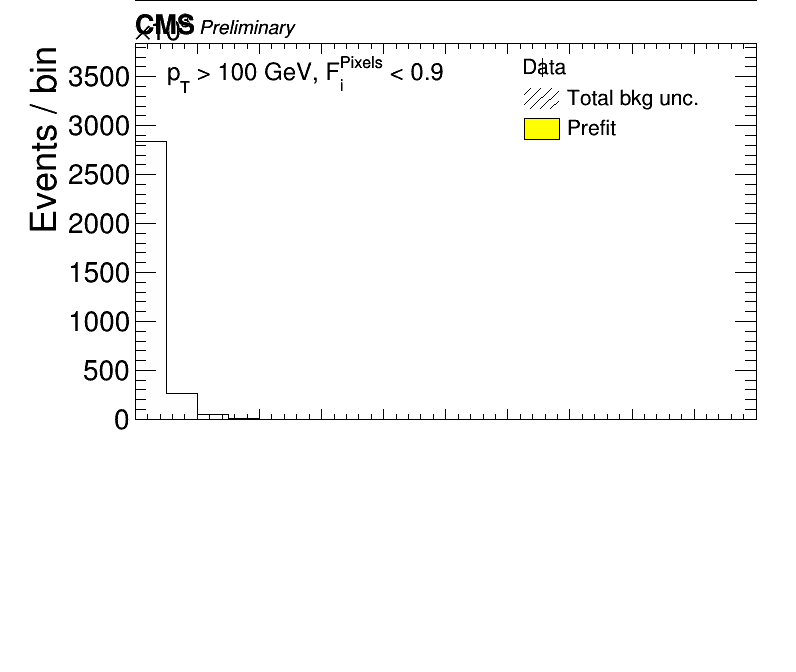 CMS Preliminary
×10³
p_T > 100 GeV, F_i^Pixels < 0.9
Data
Total bkg unc.
Prefit
Events / bin
3500
3000
2500
2000
1500
1000
500
0